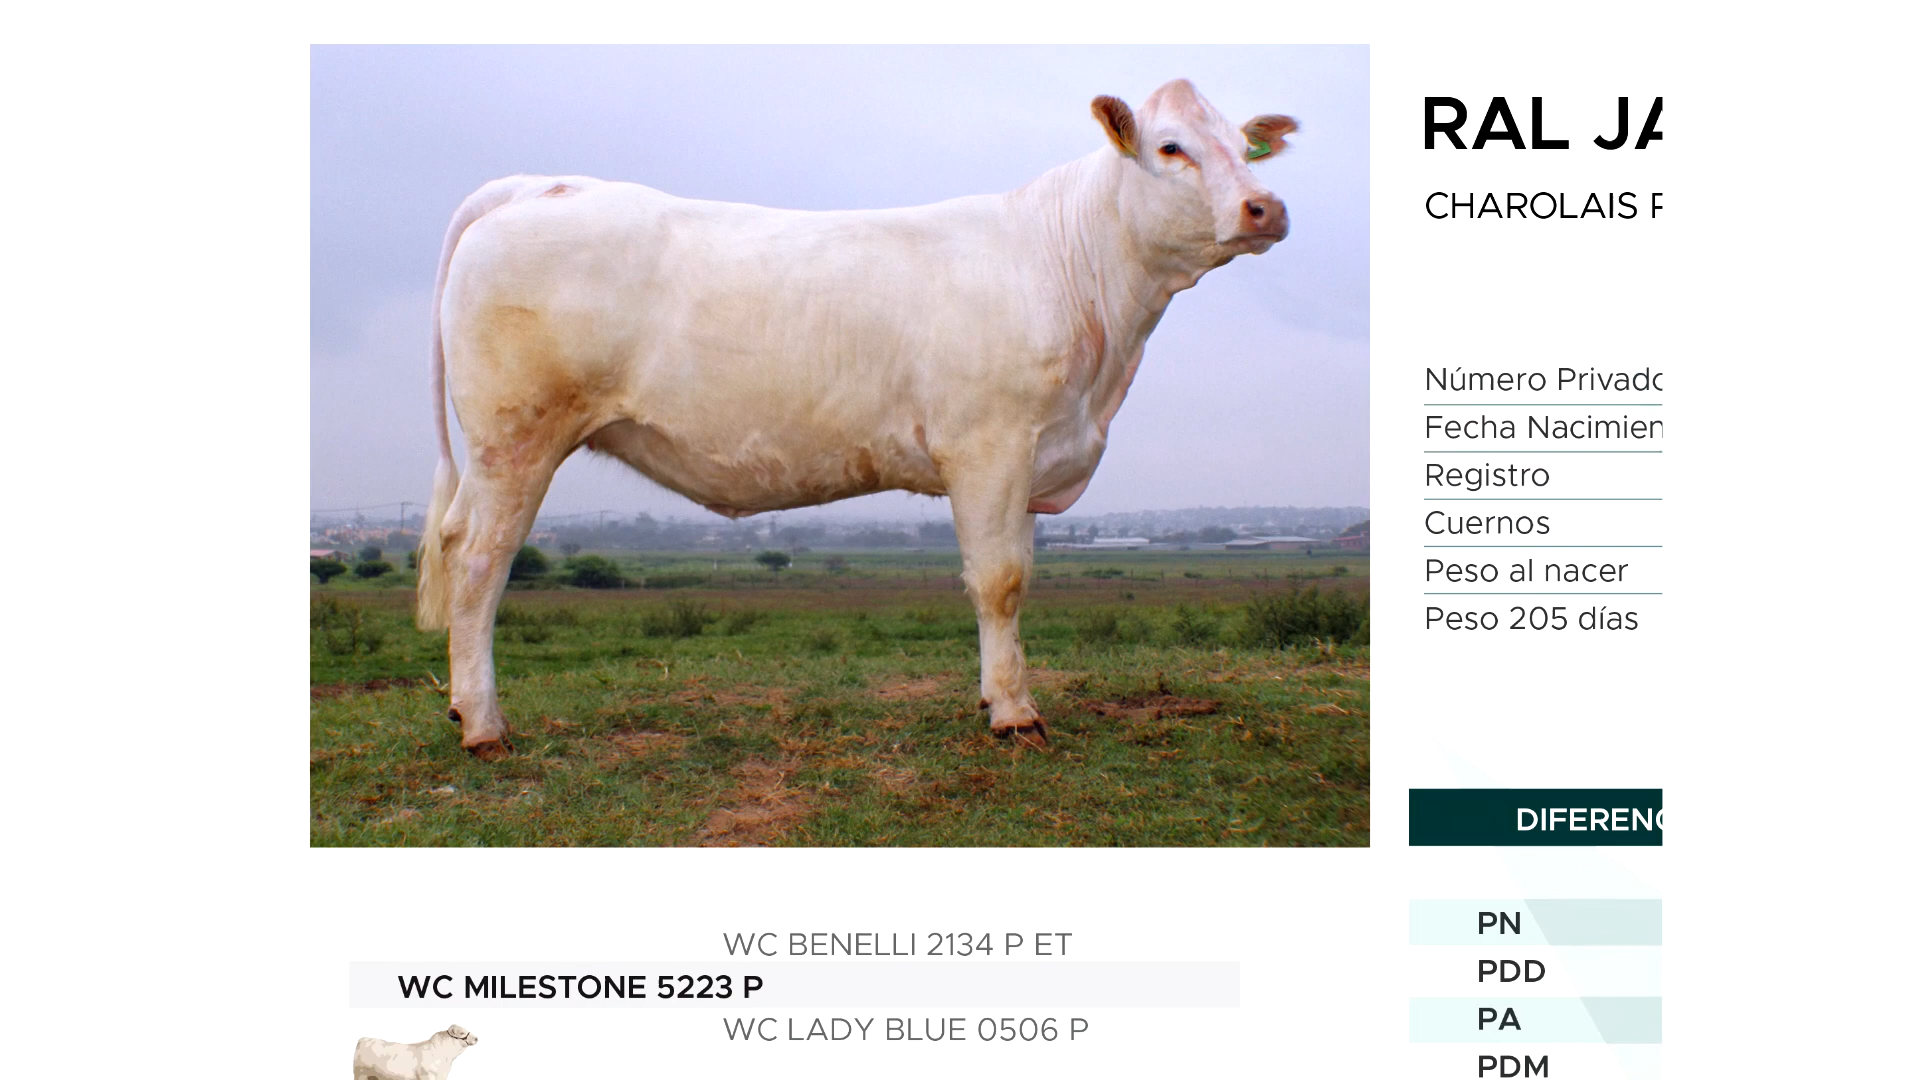 RAL JA
CHAROLAIS
Número Privado
Fecha Nacimien
Registro
Cuernos
Peso al nacer
Peso 205 días
DIFERENC
PN
PDD
PA
PDM
WC BENELLI 2134 P ET
WC MILESTONE 5223 P
WC LADY BLUE 0506 P